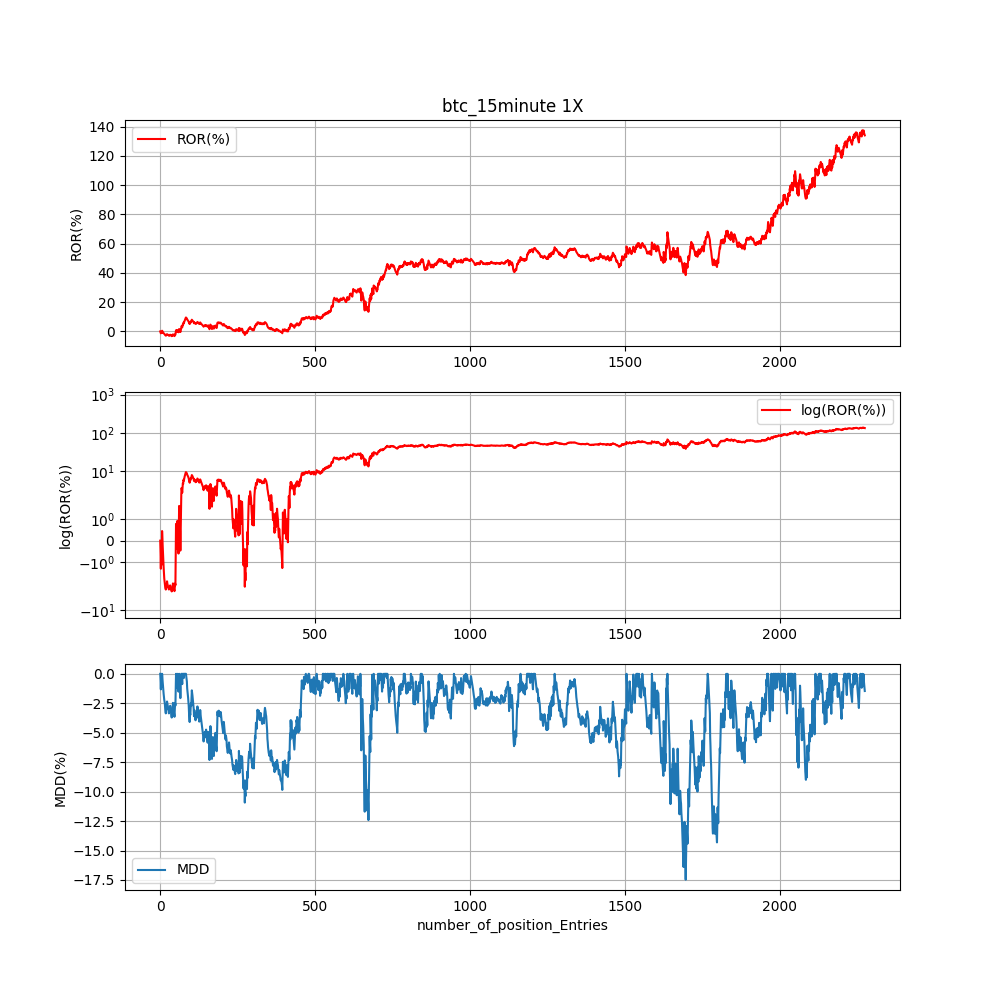 btc_15minute 1X
140
120
100
80
60
40
20
0
ROR(%)
ROR(%)
0 500 1000 1500 2000
10³
10²
10¹
10⁰
0
−10⁰
−10¹
log(ROR(%))
log(ROR(%))
0 500 1000 1500 2000
0.0
−2.5
−5.0
−7.5
−10.0
−12.5
−15.0
−17.5
MDD(%)
MDD
0 500 1000 1500 2000
number_of_position_Entries